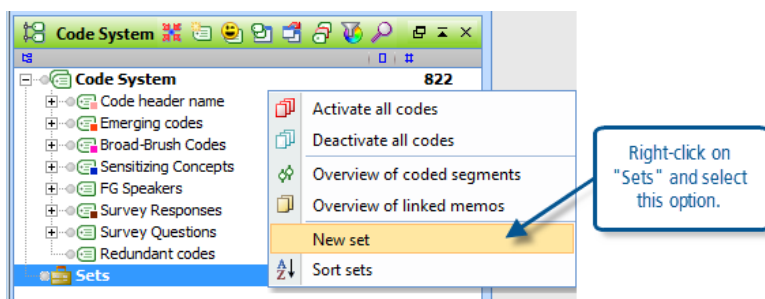 Code System
#
Code System 822
Code header name
Emerging codes
Broad-Brush Codes
Sensitizing Concepts
FG Speakers
Survey Responses
Survey Questions
Redundant codes
Sets
Activate all codes
Deactivate all codes
Overview of coded segments
Overview of linked memos
New set
Sort sets
Right-click on
"Sets" and select
this option.